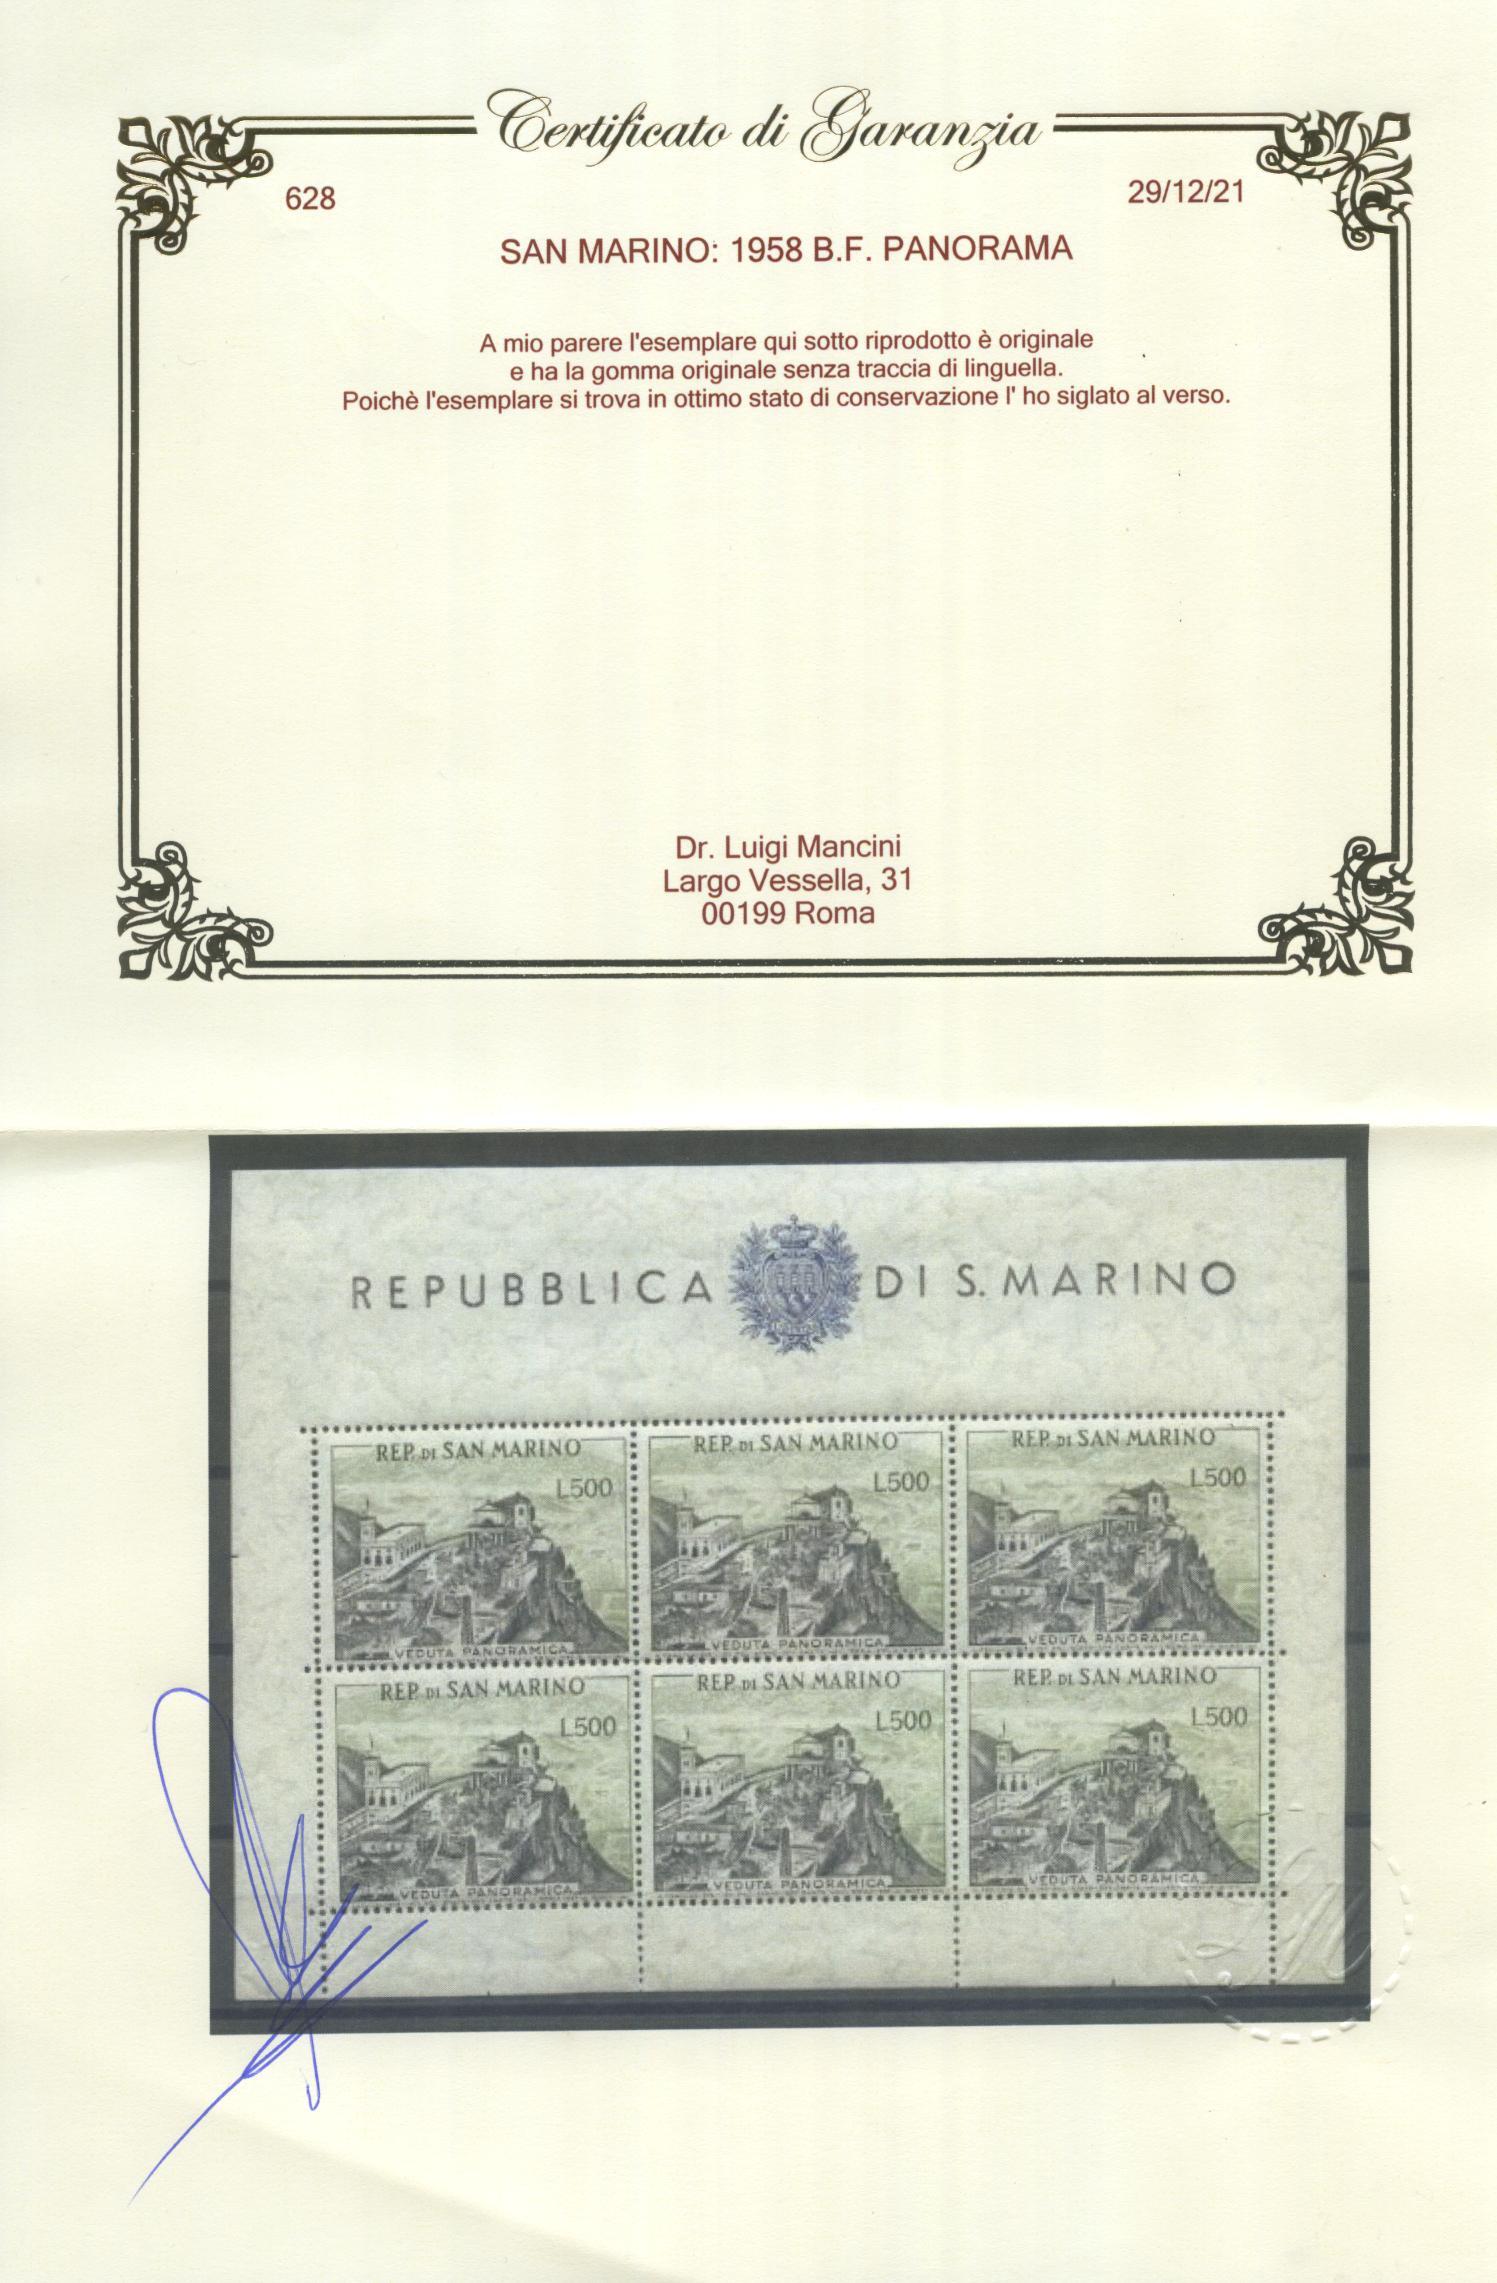 Certificato di Garanzia
628
29/12/21
SAN MARINO: 1958 B.F. PANORAMA
A mio parere l'esemplare qui sotto riprodotto è originale
e ha la gomma originale senza traccia di linguella.
Poichè l'esemplare si trova in ottimo stato di conservazione l' ho siglato al verso.
Dr. Luigi Mancini
Largo Vessella, 31
00199 Roma
REPUBBLICA DI S. MARINO
REP. DI SAN MARINO REP. DI SAN MARINO REP. DI SAN MARINO
L500 L500 L500
VEDUTA PANORAMICA VEDUTA PANORAMICA VEDUTA PANORAMICA
REP. DI SAN MARINO REP. DI SAN MARINO REP. DI SAN MARINO
L500 L500 L500
VEDUTA PANORAMICA VEDUTA PANORAMICA VEDUTA PANORAMICA